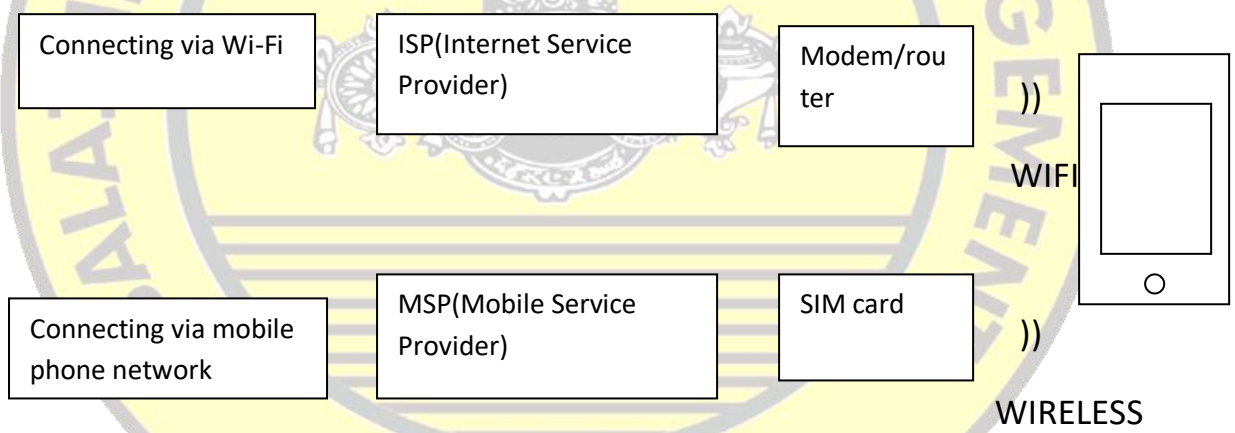 Connecting via Wi-Fi
ISP(Internet Service
Provider)
Modem/rou
ter
))
WIFI
Connecting via mobile
phone network
MSP(Mobile Service
Provider)
SIM card
))
WIRELESS